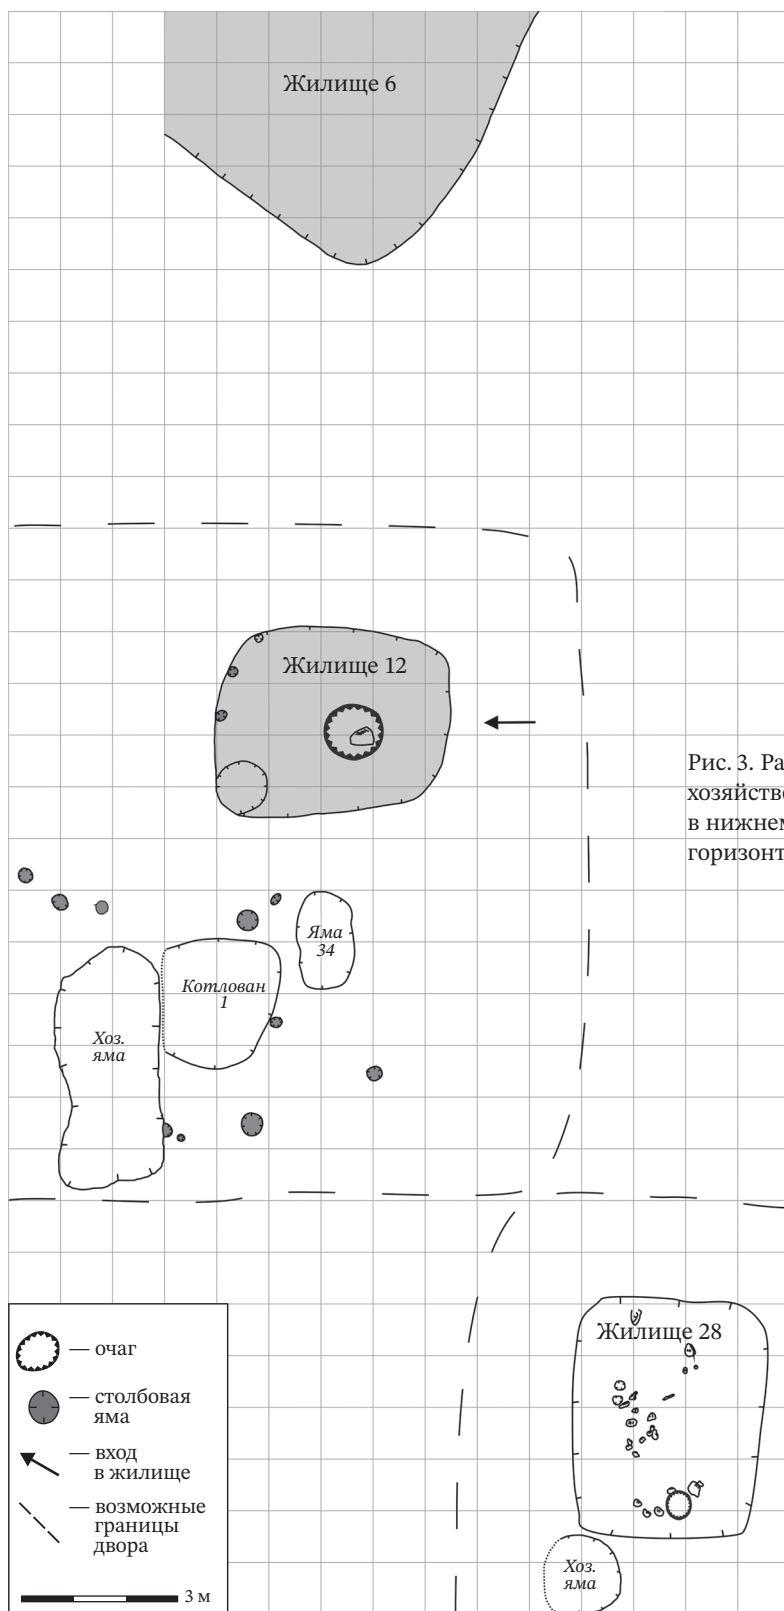 Жилище 6
Жилище 12
Рис. 3. Ра
хозяйство
в нижнем
горизонт
Яма
34
Котлован
1
Хоз.
яма
Жилище 28
Хоз.
яма
— очаг
— столбовая
яма
— вход
в жилище
— возможные
границы
двора
3 м